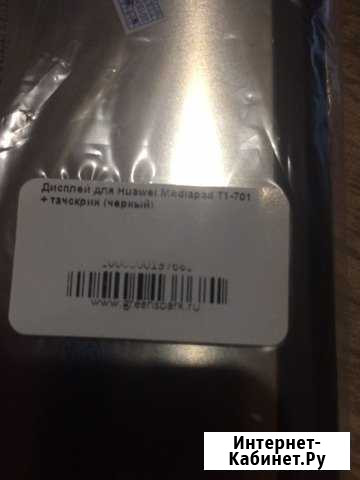 Дисплей для Huawei Mediapad T1-701
+ тачскрин (черный)
www.greenspark.ru
Интернет-
Кабинет.Ру